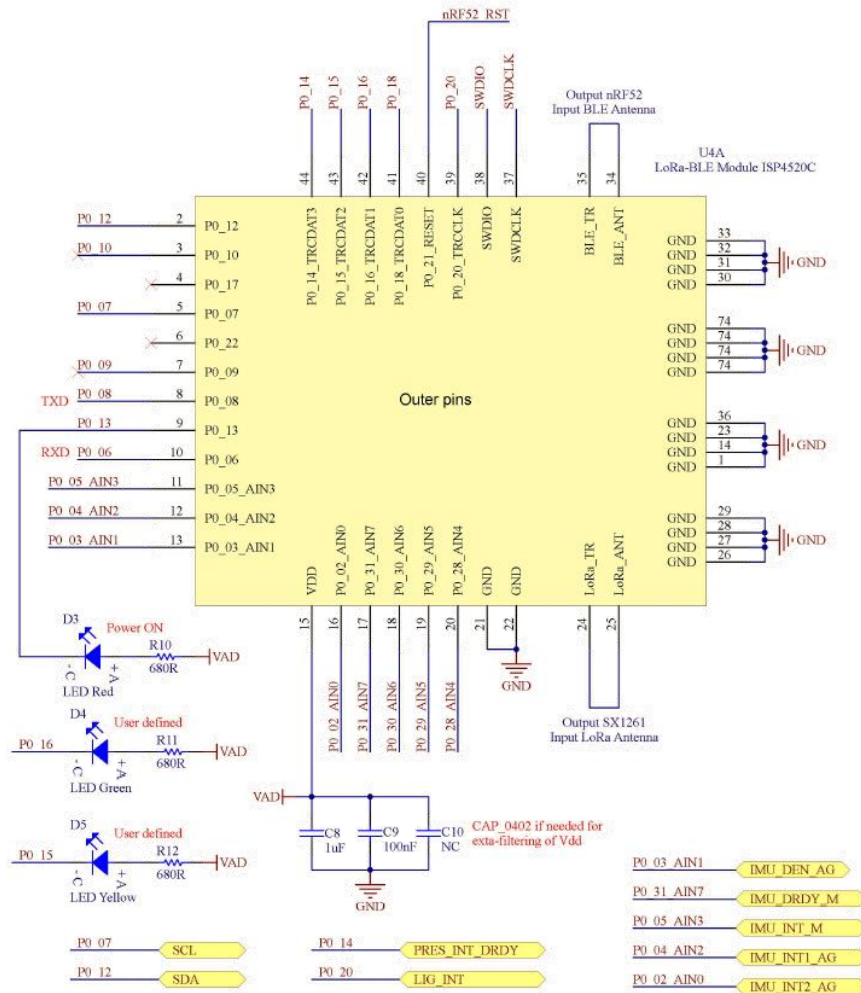 nRF52_RST
P0_14
P0_15
P0_16
P0_18
P0_20
SWDIO
SWDCLK
Output nRF52
Input BLE Antenna
U4A
LoRa-BLE Module ISP4520C
44
43
42
41
40
39
38
37
35
34
P0_14_TRCDAT3
P0_15_TRCDAT2
P0_16_TRCDAT1
P0_18_TRCDAT0
P0_21_RESET
P0_20_TRCCLK
SWDIO
SWDCLK
BLE_TR
BLE_ANT
P0_12 2 P0_12
P0_10 3 P0_10
4 P0_17
P0_07 5 P0_07
6 P0_22
P0_09 7 P0_09
TXD P0_08 8 P0_08
P0_13 9 P0_13
RXD P0_06 10 P0_06
P0_05_AIN3 11 P0_05_AIN3
P0_04_AIN2 12 P0_04_AIN2
P0_03_AIN1 13 P0_03_AIN1
Outer pins
GND 33
GND 32
GND 31
GND 30
GND
GND 74
GND 74
GND 74
GND 74
GND
GND 36
GND 23
GND 14
GND 1
GND
GND 29
GND 28
GND 27
GND 26
GND
VDD
P0_02_AIN0
P0_31_AIN7
P0_30_AIN6
P0_29_AIN5
P0_28_AIN4
GND
GND
LoRa_TR
LoRa_ANT
15
16
17
18
19
20
21
22
24
25
P0_02_AIN0
P0_31_AIN7
P0_30_AIN6
P0_29_AIN5
P0_28_AIN4
GND
Output SX1261
Input LoRa Antenna
D3
Power ON
R10
680R
VAD
- C
+ A
LED Red
D4
User defined
P0_16
R11
680R
VAD
- C
+ A
LED Green
D5
User defined
P0_15
R12
680R
VAD
- C
+ A
LED Yellow
VAD
C8
1uF
C9
100nF
C10
NC
CAP_0402 if needed for
exta-filtering of Vdd
GND
P0_03_AIN1 IMU_DEN_AG
P0_31_AIN7 IMU_DRDY_M
P0_05_AIN3 IMU_INT_M
P0_04_AIN2 IMU_INT1_AG
P0_02_AIN0 IMU_INT2_AG
P0_07 SCL
P0_12 SDA
P0_14 PRES_INT_DRDY
P0_20 LIG_INT